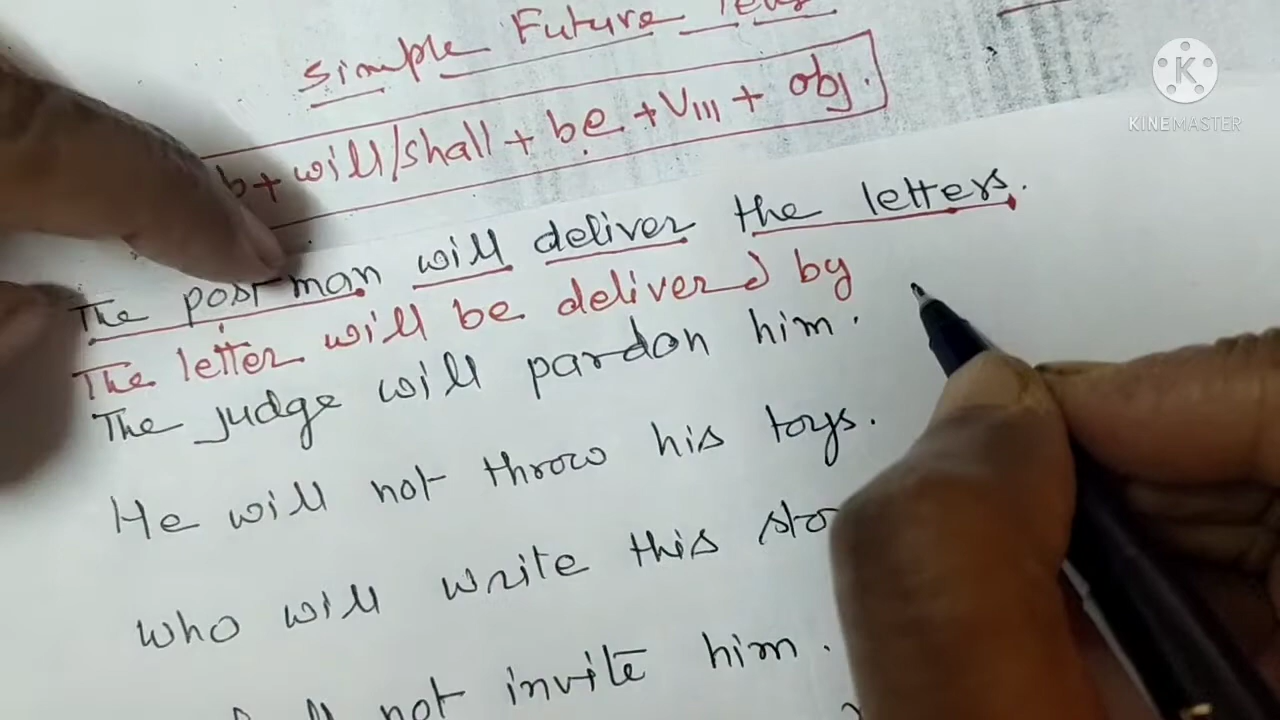 Simple Future Tens
b+will/shall + be + VIII + obj.
The postman will deliver the letters.
The letter will be delivered by
The judge will pardon him.
He will not throw his toys.
Who will write this sto
not invite him.
KINEMASTER